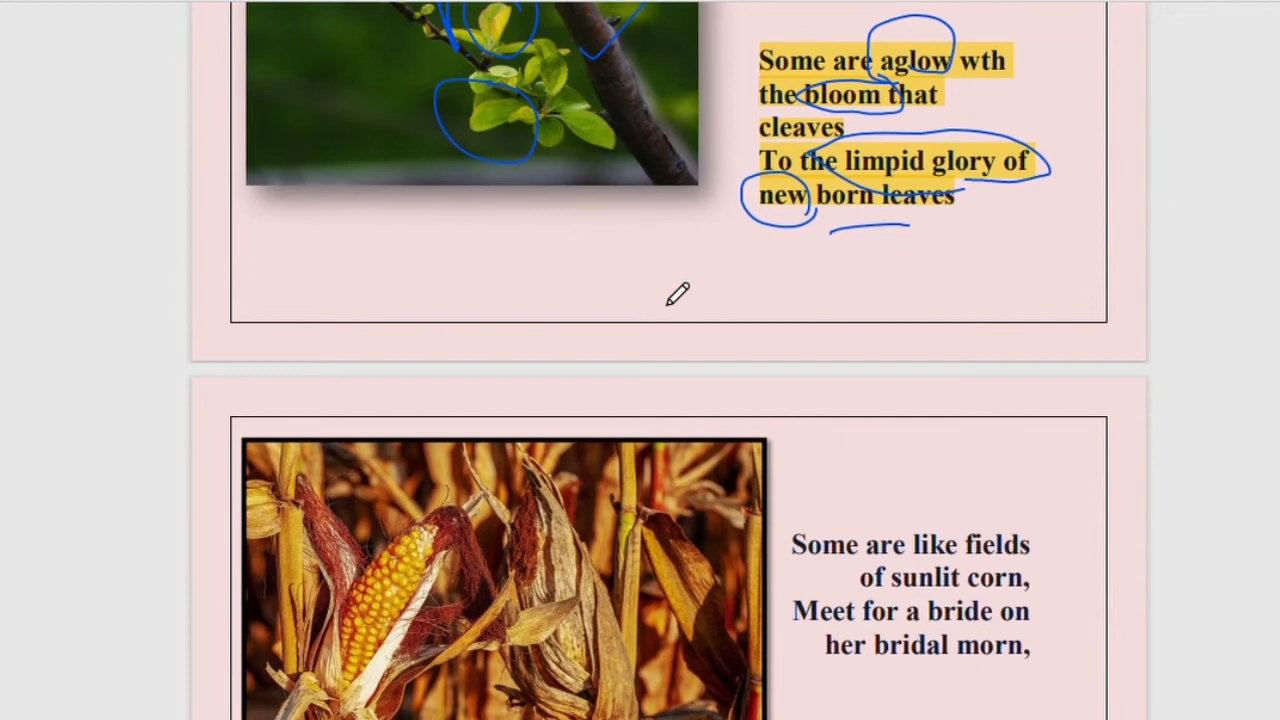 Some are aglow wth
the bloom that
cleaves
To the limpid glory of
new born leaves
Some are like fields
of sunlit corn,
Meet for a bride on
her bridal morn,